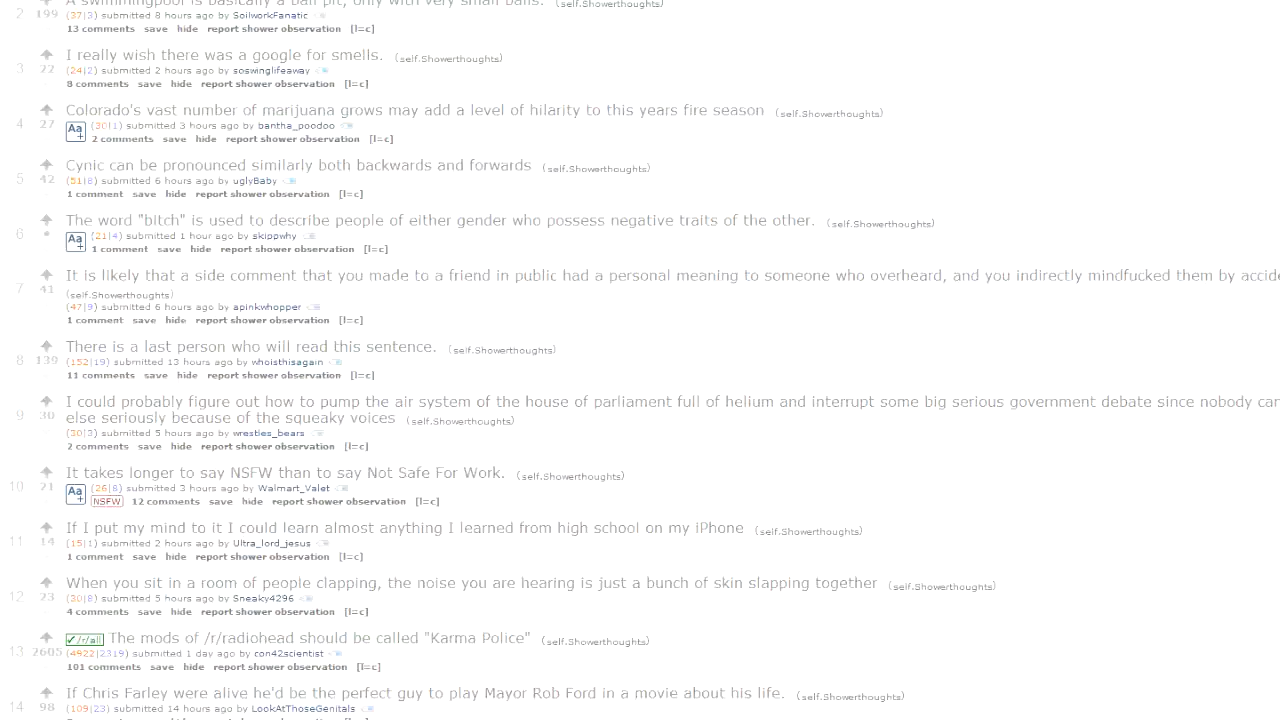 A swimmingpool is basically a ball pit, only with very small balls. (self.Showerthoughts)
2 199 (37|3) submitted 8 hours ago by SoilworkFanatic
13 comments save hide report shower observation [l=c]
I really wish there was a google for smells. (self.Showerthoughts)
3 22 (24|2) submitted 2 hours ago by soswinglifeaway
8 comments save hide report shower observation [l=c]
Colorado's vast number of marijuana grows may add a level of hilarity to this years fire season (self.Showerthoughts)
4 27 Aa+ (30|1) submitted 3 hours ago by bantha_poodoo
2 comments save hide report shower observation [l=c]
Cynic can be pronounced similarly both backwards and forwards (self.Showerthoughts)
5 42 (51|8) submitted 6 hours ago by uglyBaby
1 comment save hide report shower observation [l=c]
The word "bitch" is used to describe people of either gender who possess negative traits of the other. (self.Showerthoughts)
6 • Aa+ (21|4) submitted 1 hour ago by skippwhy
1 comment save hide report shower observation [l=c]
It is likely that a side comment that you made to a friend in public had a personal meaning to someone who overheard, and you indirectly mindfucked them by accide
7 41 (self.Showerthoughts)
(47|9) submitted 6 hours ago by apinkwhopper
1 comment save hide report shower observation [l=c]
There is a last person who will read this sentence. (self.Showerthoughts)
8 139 (152|19) submitted 13 hours ago by whoisthisagain
11 comments save hide report shower observation [l=c]
I could probably figure out how to pump the air system of the house of parliament full of helium and interrupt some big serious government debate since nobody can
9 30 else seriously because of the squeaky voices (self.Showerthoughts)
(30|3) submitted 5 hours ago by wrestles_bears
2 comments save hide report shower observation [l=c]
It takes longer to say NSFW than to say Not Safe For Work. (self.Showerthoughts)
10 21 Aa+ (26|8) submitted 3 hours ago by Walmart_Valet
NSFW 12 comments save hide report shower observation [l=c]
If I put my mind to it I could learn almost anything I learned from high school on my iPhone (self.Showerthoughts)
11 14 (15|1) submitted 2 hours ago by Ultra_lord_jesus
1 comment save hide report shower observation [l=c]
When you sit in a room of people clapping, the noise you are hearing is just a bunch of skin slapping together (self.Showerthoughts)
12 23 (30|8) submitted 5 hours ago by Sneaky4296
4 comments save hide report shower observation [l=c]
✓/r/all The mods of /r/radiohead should be called "Karma Police" (self.Showerthoughts)
13 2605 (4922|2319) submitted 1 day ago by con42scientist
101 comments save hide report shower observation [l=c]
If Chris Farley were alive he'd be the perfect guy to play Mayor Rob Ford in a movie about his life. (self.Showerthoughts)
14 98 (109|23) submitted 14 hours ago by LookAtThoseGenitals